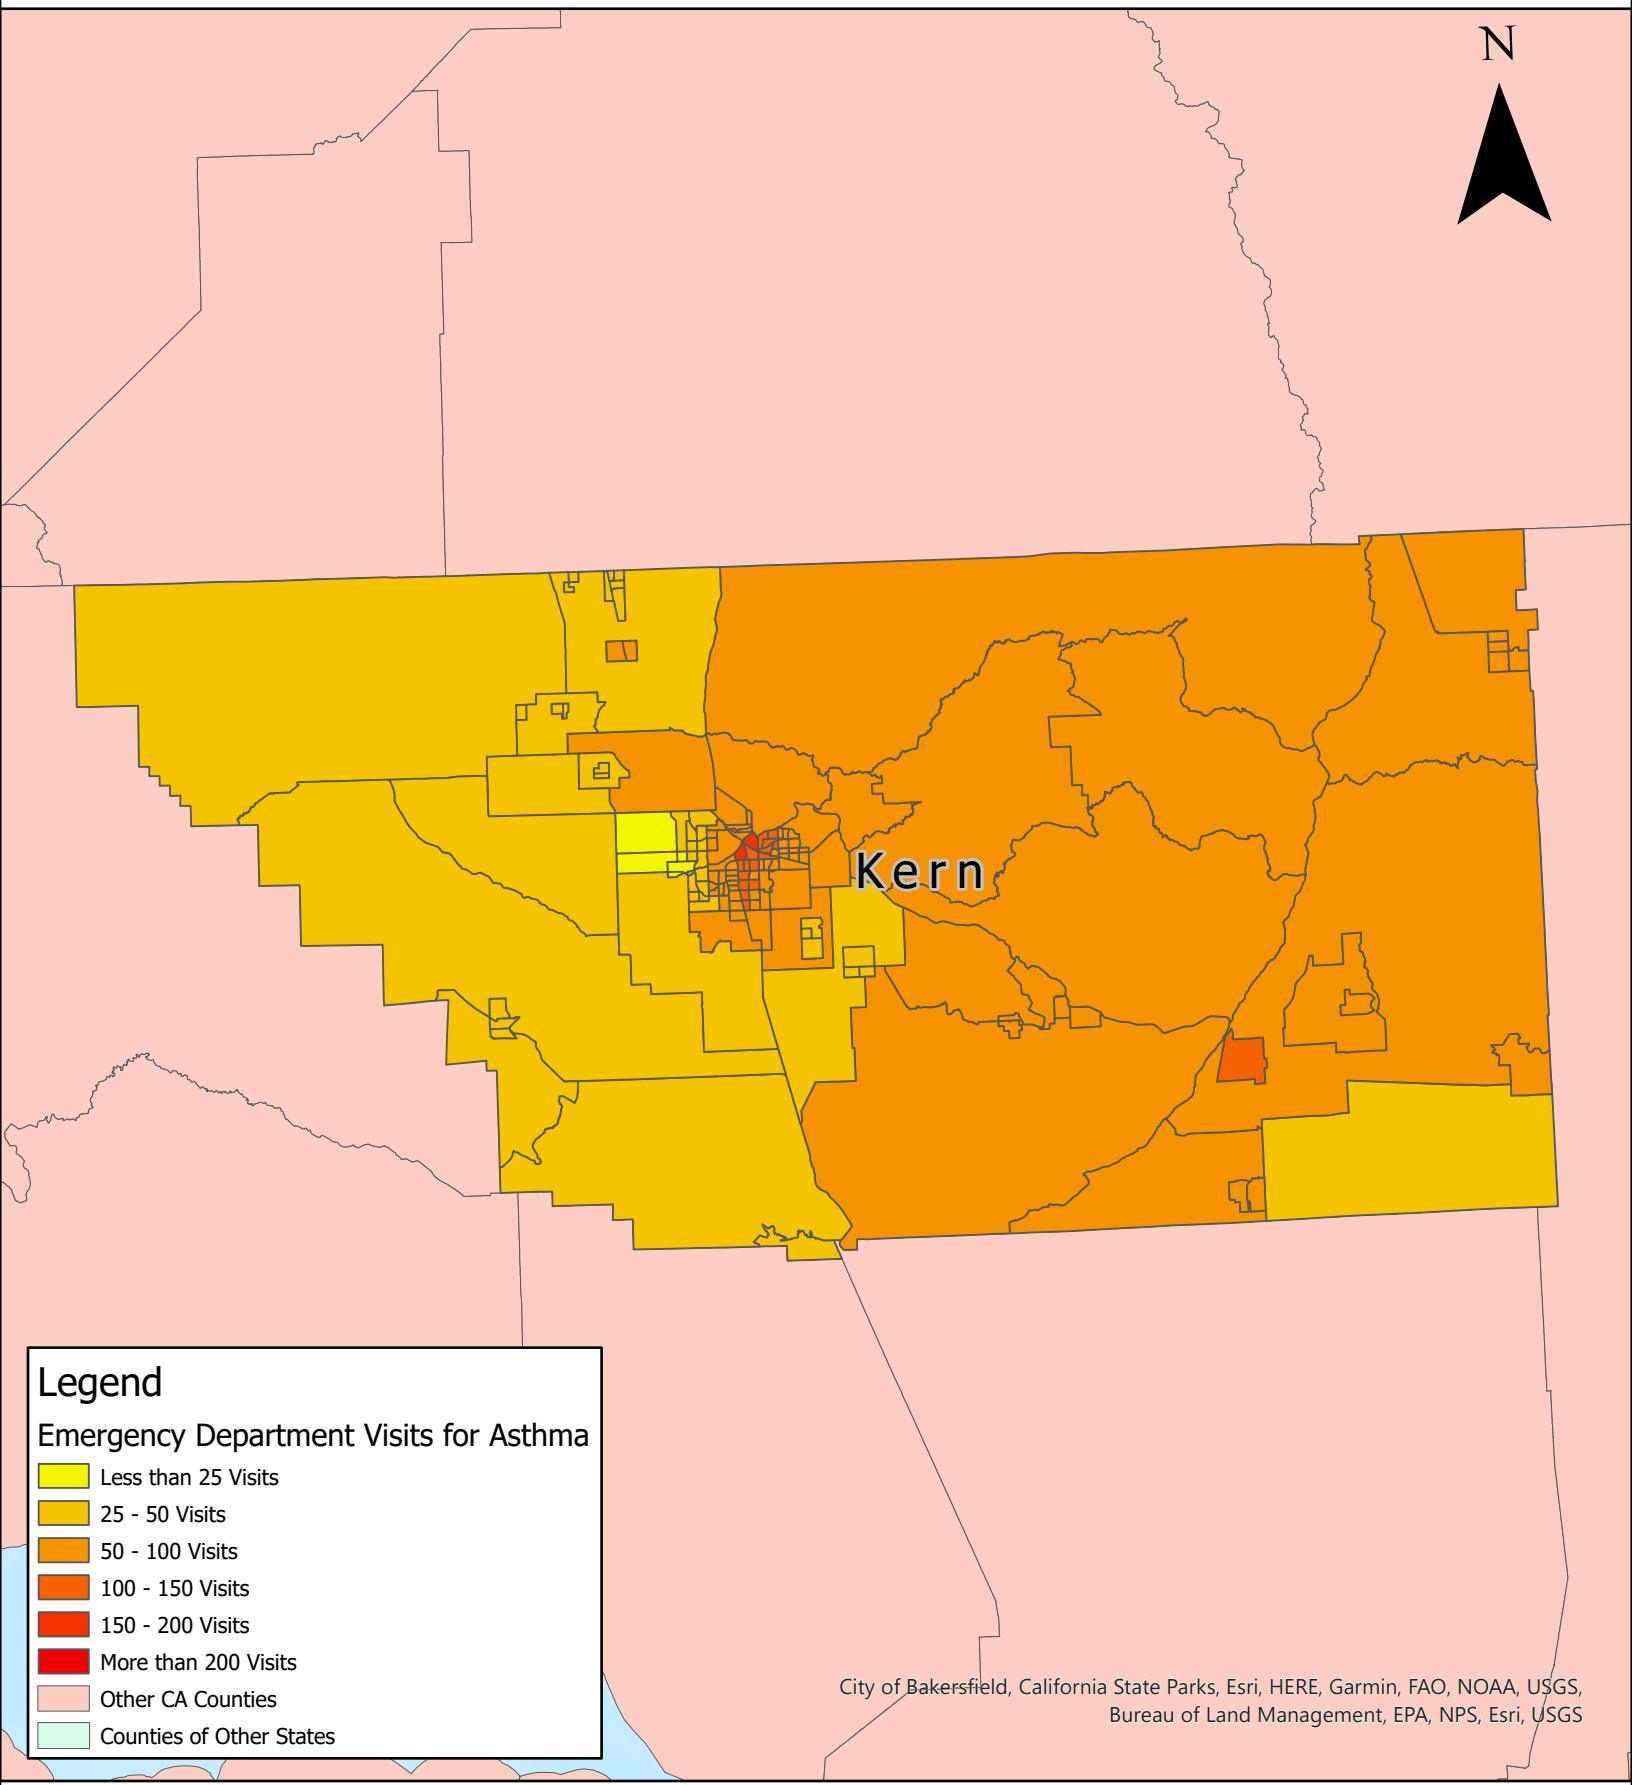 N
Kern
Legend
Emergency Department Visits for Asthma
Less than 25 Visits
25 - 50 Visits
50 - 100 Visits
100 - 150 Visits
150 - 200 Visits
More than 200 Visits
Other CA Counties
Counties of Other States
City of Bakersfield, California State Parks, Esri, HERE, Garmin, FAO, NOAA, USGS,
Bureau of Land Management, EPA, NPS, Esri, USGS